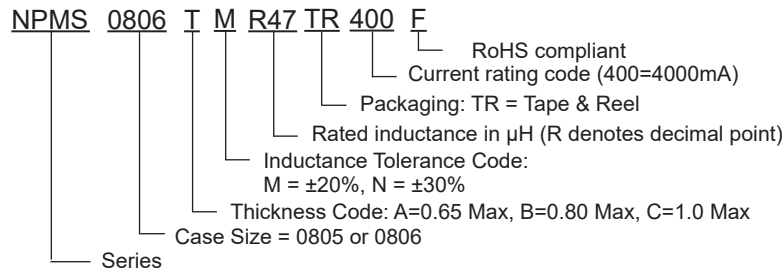 NPMS 0806 T M R47 TR 400 F
RoHS compliant
Current rating code (400=4000mA)
Packaging: TR = Tape & Reel
Rated inductance in µH (R denotes decimal point)
Inductance Tolerance Code:
M = ±20%, N = ±30%
Thickness Code: A=0.65 Max, B=0.80 Max, C=1.0 Max
Case Size = 0805 or 0806
Series